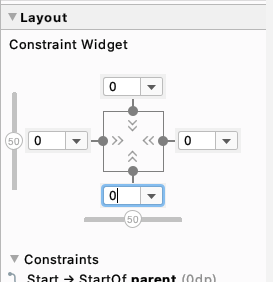 Layout
Constraint Widget
0
50
0
0
0
50
Constraints
Start → StartOf parent (0dp)